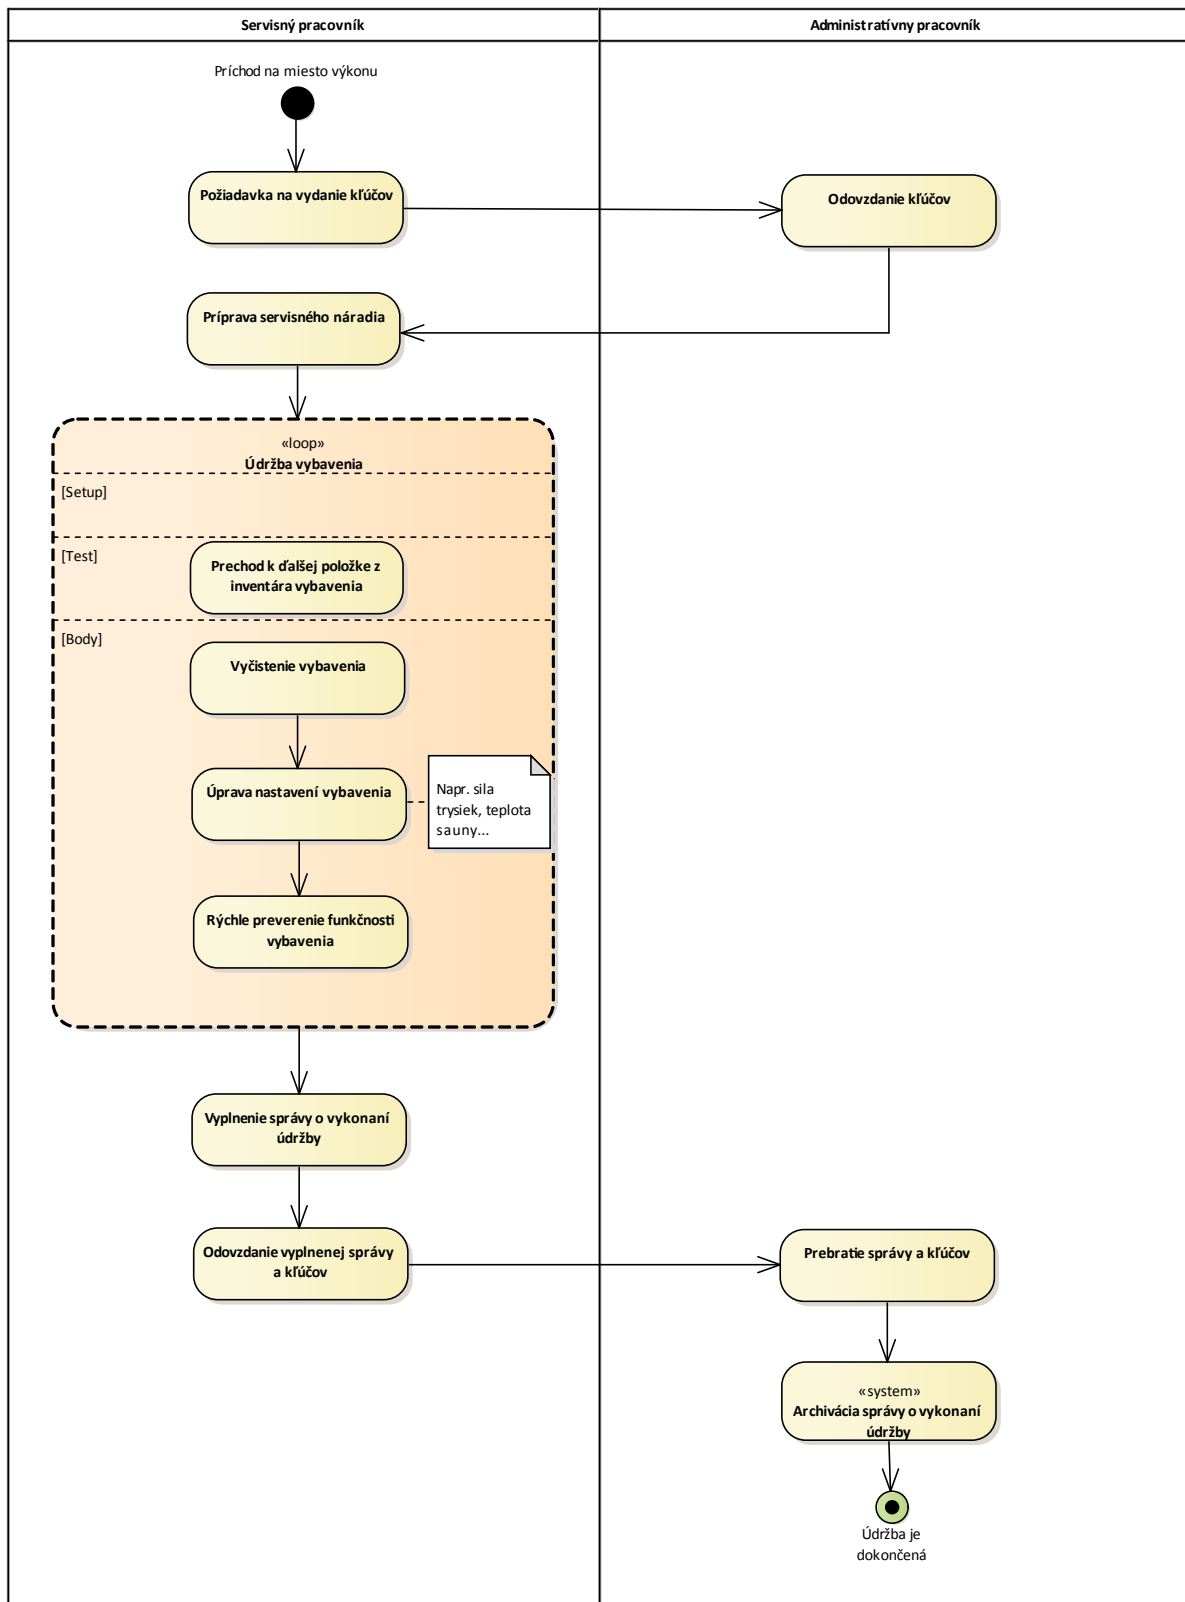 Servisný pracovník
Administratívny pracovník
Príchod na miesto výkonu
Požiadavka na vydanie kľúčov
Odovzdanie kľúčov
Príprava servisného náradia
«loop»
Údržba vybavenia
[Setup]
[Test]
Prechod k ďalšej položke z
inventára vybavenia
[Body]
Vyčistenie vybavenia
Úprava nastavení vybavenia
Napr. sila
trysiek, teplota
sauny...
Rýchle preverenie funkčnosti
vybavenia
Vyplnenie správy o vykonaní
údržby
Odovzdanie vyplnenej správy
a kľúčov
Prebratie správy a kľúčov
«system»
Archivácia správy o vykonaní
údržby
Údržba je
dokončená